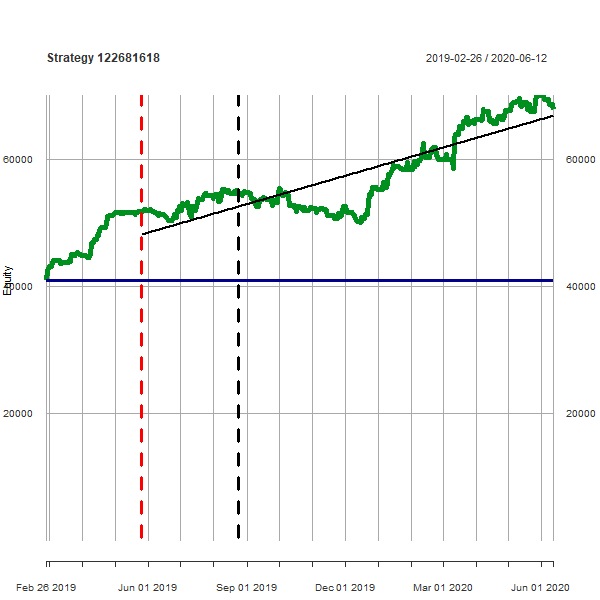 Strategy 122681618
2019-02-26 / 2020-06-12
60000
60000
Equity
40000
40000
20000
20000
Feb 26 2019
Jun 01 2019
Sep 01 2019
Dec 01 2019
Mar 01 2020
Jun 01 2020